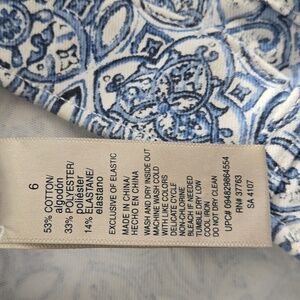 6
53% COTTON/
algodón
33% POLYESTER/
poliéster
14% ELASTANE/
elastano
EXCLUSIVE OF ELASTIC
MADE IN CHINA/
HECHO EN CHINA
WASH AND DRY INSIDE OUT
MACHINE WASH COLD
WITH LIKE COLORS
DELICATE CYCLE
NON-CHLORINE
BLEACH IF NEEDED
TUMBLE DRY LOW
COOL IRON
DO NOT DRY CLEAN
UPC# 094929864554
RN# 37763
SA 4107